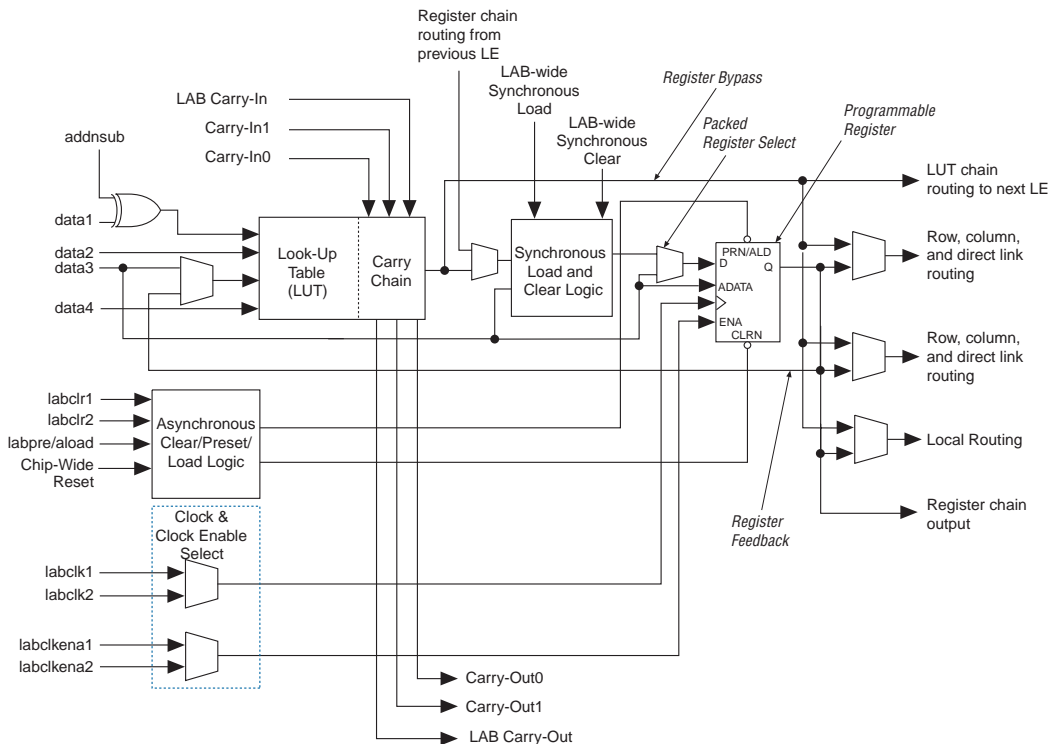 Register chain
routing from
previous LE
LAB-wide
Synchronous
Load
LAB-wide
Synchronous
Clear
Register Bypass
Packed
Register Select
Programmable
Register
LAB Carry-In
Carry-In1
Carry-In0
addnsub
data1
data2
data3
data4
Look-Up
Table
(LUT)
Carry
Chain
Synchronous
Load and
Clear Logic
PRN/ALD
D
Q
ADATA
ENA
CLRN
LUT chain
routing to next LE
Row, column,
and direct link
routing
Row, column,
and direct link
routing
Local Routing
Register chain
output
Register
Feedback
labclr1
labclr2
labpre/aload
Chip-Wide
Reset
Asynchronous
Clear/Preset/
Load Logic
Clock &
Clock Enable
Select
labclk1
labclk2
labclkena1
labclkena2
Carry-Out0
Carry-Out1
LAB Carry-Out